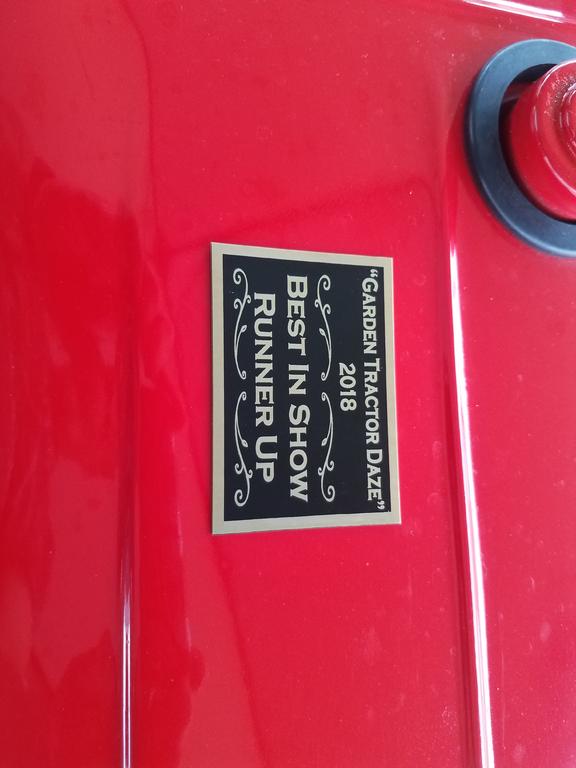 “GARDEN TRACTOR DAZE”
2018
BEST IN SHOW
RUNNER UP